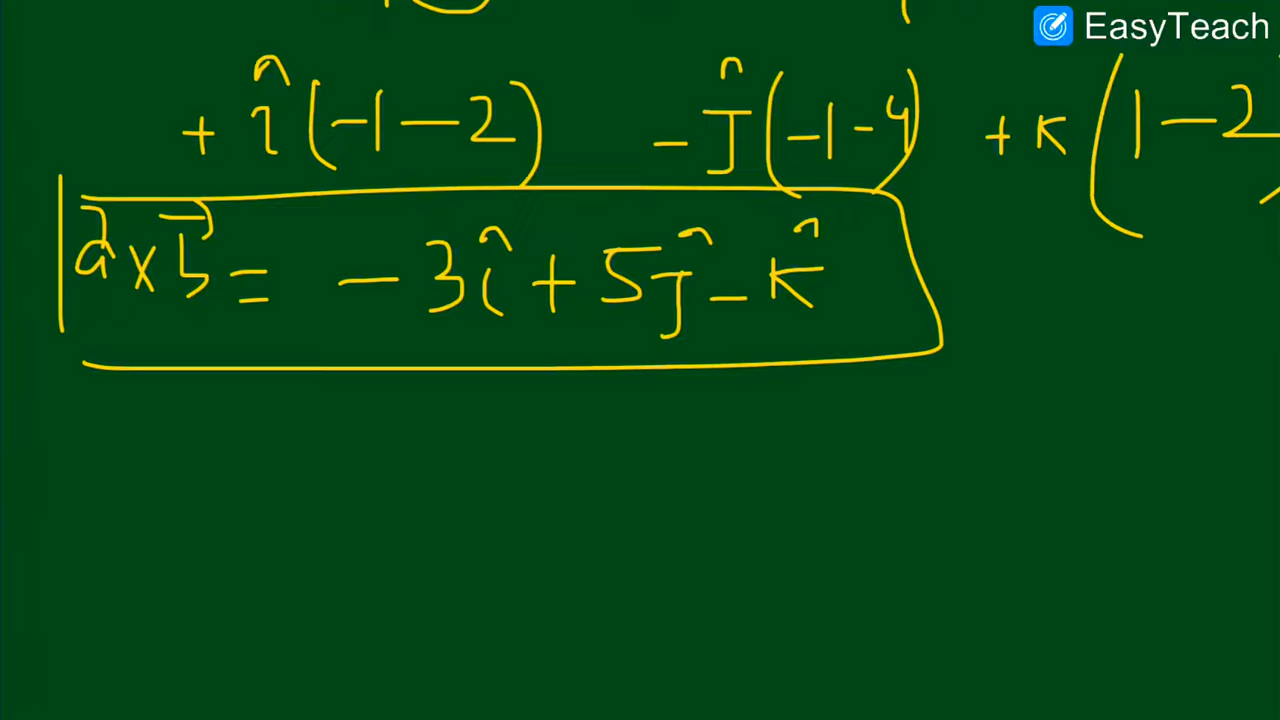 EasyTeach
+ î(-1-2) - ĵ(-1-4) + k(1-2
a⃗ × b⃗ = -3î + 5ĵ - k̂